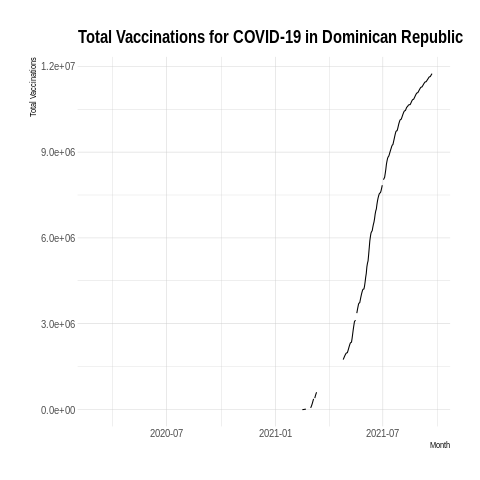 Total Vaccinations for COVID-19 in Dominican Republic
Total Vaccinations
1.2e+07
9.0e+06
6.0e+06
3.0e+06
0.0e+00
2020-07
2021-01
2021-07
Month